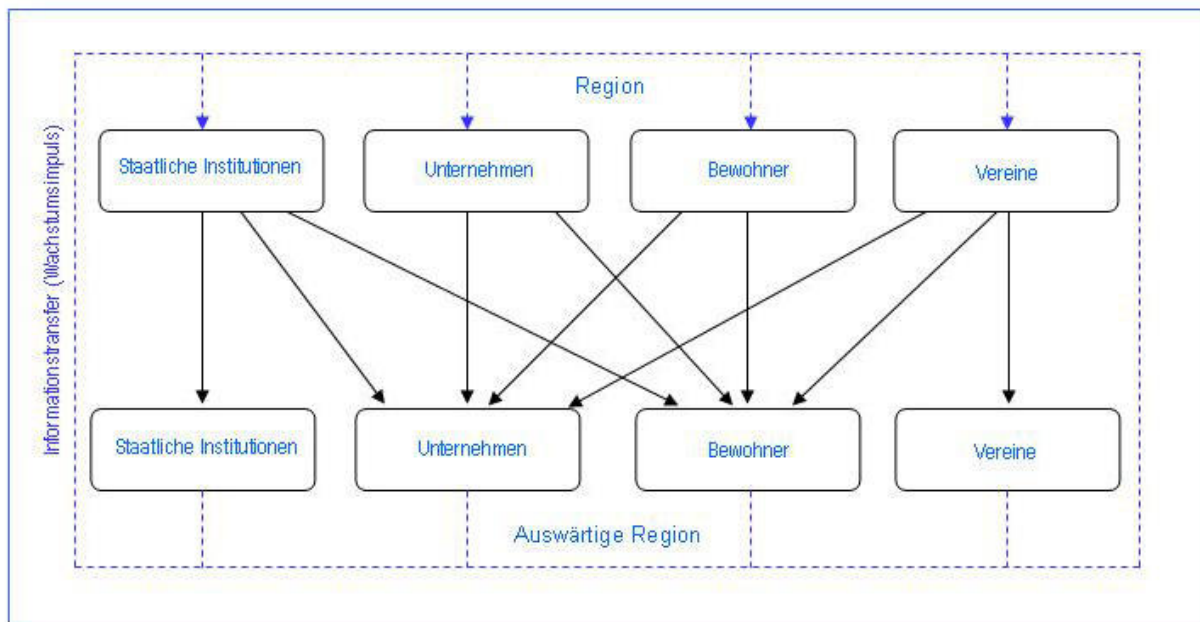 Region
Informationstransfer (Wachstumsimpuls)
Staatliche Institutionen
Unternehmen
Bewohner
Vereine
Staatliche Institutionen
Unternehmen
Bewohner
Vereine
Auswärtige Region